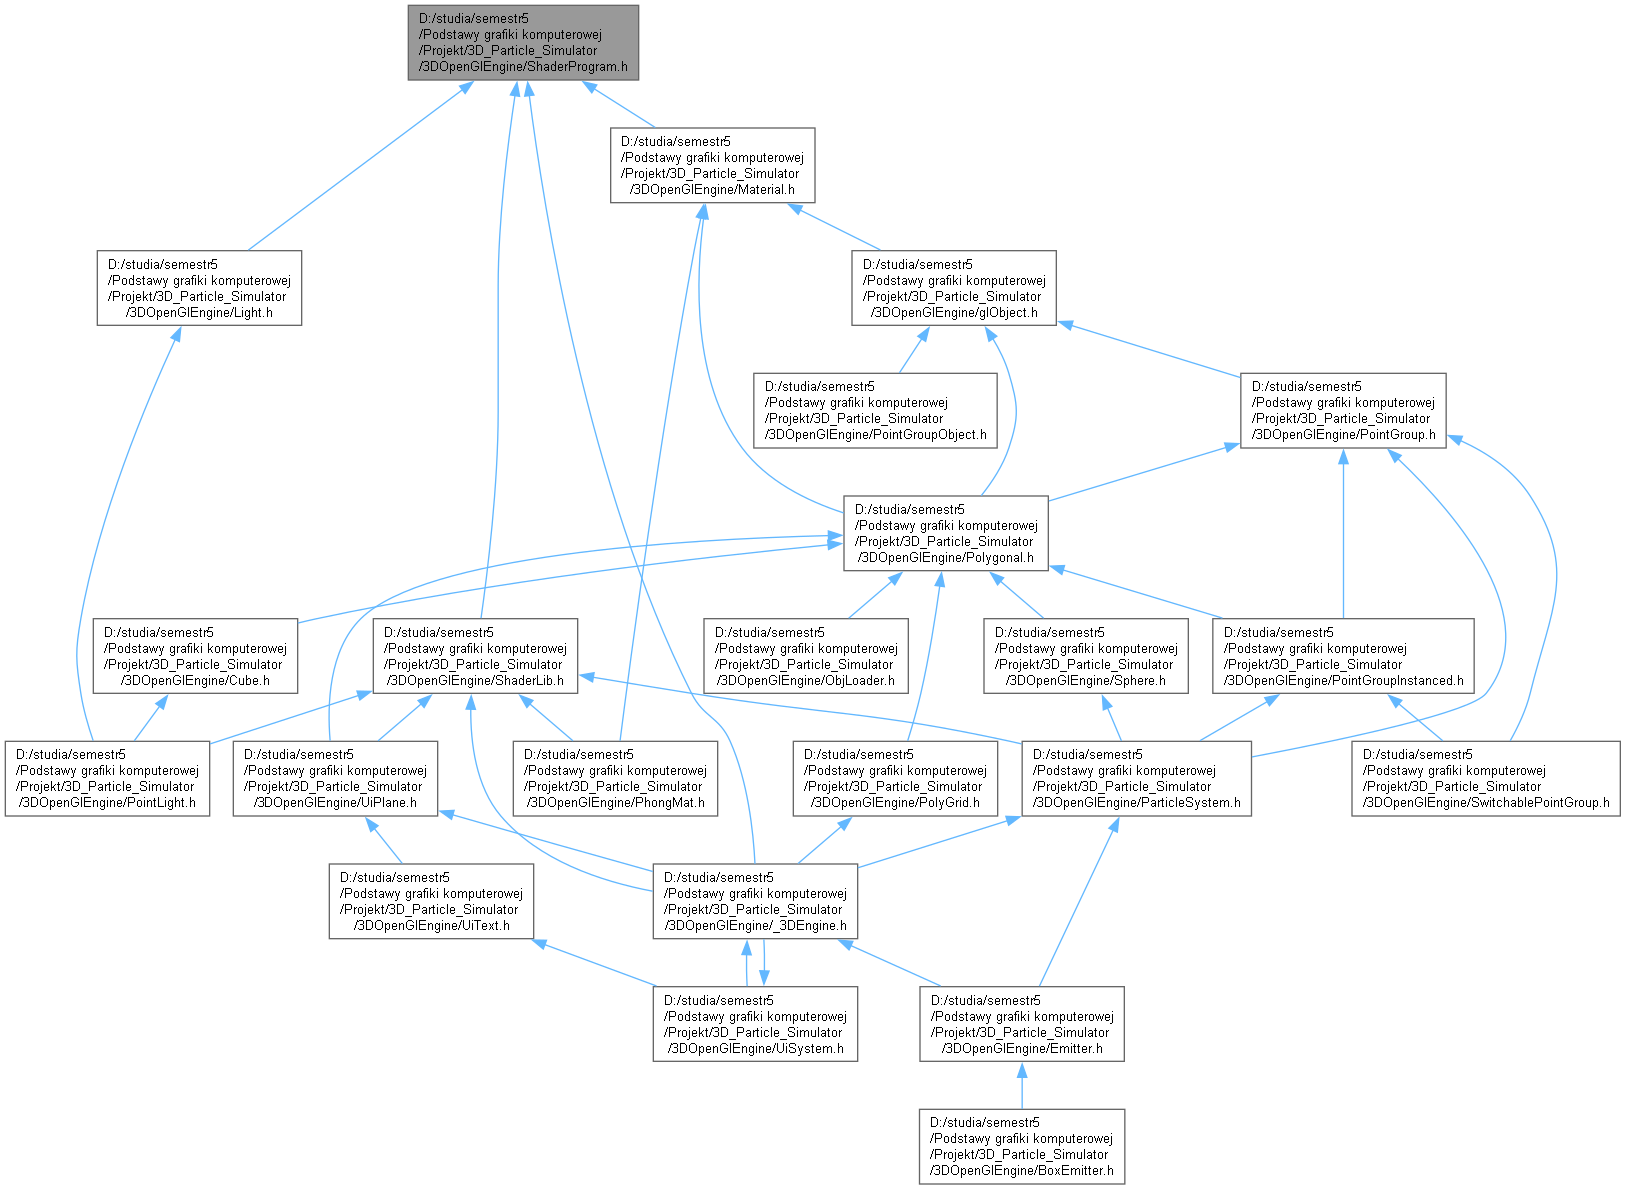 D:/studia/semestr5
/Podstawy grafiki komputerowej
/Projekt/3D_Particle_Simulator
/3DOpenGlEngine/ShaderProgram.h
D:/studia/semestr5
/Podstawy grafiki komputerowej
/Projekt/3D_Particle_Simulator
/3DOpenGlEngine/Material.h
D:/studia/semestr5
/Podstawy grafiki komputerowej
/Projekt/3D_Particle_Simulator
/3DOpenGlEngine/Light.h
D:/studia/semestr5
/Podstawy grafiki komputerowej
/Projekt/3D_Particle_Simulator
/3DOpenGlEngine/glObject.h
D:/studia/semestr5
/Podstawy grafiki komputerowej
/Projekt/3D_Particle_Simulator
/3DOpenGlEngine/PointGroupObject.h
D:/studia/semestr5
/Podstawy grafiki komputerowej
/Projekt/3D_Particle_Simulator
/3DOpenGlEngine/PointGroup.h
D:/studia/semestr5
/Podstawy grafiki komputerowej
/Projekt/3D_Particle_Simulator
/3DOpenGlEngine/Polygonal.h
D:/studia/semestr5
/Podstawy grafiki komputerowej
/Projekt/3D_Particle_Simulator
/3DOpenGlEngine/Cube.h
D:/studia/semestr5
/Podstawy grafiki komputerowej
/Projekt/3D_Particle_Simulator
/3DOpenGlEngine/ShaderLib.h
D:/studia/semestr5
/Podstawy grafiki komputerowej
/Projekt/3D_Particle_Simulator
/3DOpenGlEngine/ObjLoader.h
D:/studia/semestr5
/Podstawy grafiki komputerowej
/Projekt/3D_Particle_Simulator
/3DOpenGlEngine/Sphere.h
D:/studia/semestr5
/Podstawy grafiki komputerowej
/Projekt/3D_Particle_Simulator
/3DOpenGlEngine/PointGroupInstanced.h
D:/studia/semestr5
/Podstawy grafiki komputerowej
/Projekt/3D_Particle_Simulator
/3DOpenGlEngine/PointLight.h
D:/studia/semestr5
/Podstawy grafiki komputerowej
/Projekt/3D_Particle_Simulator
/3DOpenGlEngine/UiPlane.h
D:/studia/semestr5
/Podstawy grafiki komputerowej
/Projekt/3D_Particle_Simulator
/3DOpenGlEngine/PhongMat.h
D:/studia/semestr5
/Podstawy grafiki komputerowej
/Projekt/3D_Particle_Simulator
/3DOpenGlEngine/PolyGrid.h
D:/studia/semestr5
/Podstawy grafiki komputerowej
/Projekt/3D_Particle_Simulator
/3DOpenGlEngine/ParticleSystem.h
D:/studia/semestr5
/Podstawy grafiki komputerowej
/Projekt/3D_Particle_Simulator
/3DOpenGlEngine/SwitchablePointGroup.h
D:/studia/semestr5
/Podstawy grafiki komputerowej
/Projekt/3D_Particle_Simulator
/3DOpenGlEngine/UiText.h
D:/studia/semestr5
/Podstawy grafiki komputerowej
/Projekt/3D_Particle_Simulator
/3DOpenGlEngine/_3DEngine.h
D:/studia/semestr5
/Podstawy grafiki komputerowej
/Projekt/3D_Particle_Simulator
/3DOpenGlEngine/UiSystem.h
D:/studia/semestr5
/Podstawy grafiki komputerowej
/Projekt/3D_Particle_Simulator
/3DOpenGlEngine/Emitter.h
D:/studia/semestr5
/Podstawy grafiki komputerowej
/Projekt/3D_Particle_Simulator
/3DOpenGlEngine/BoxEmitter.h